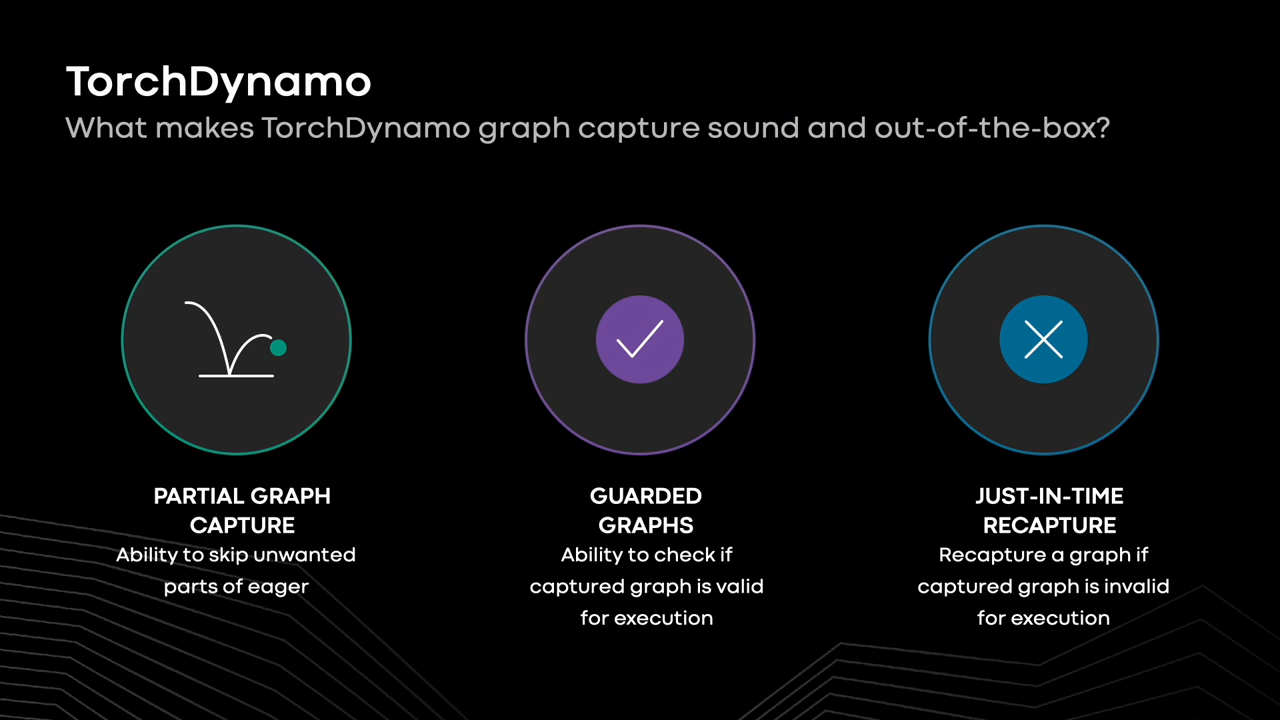 TorchDynamo
What makes TorchDynamo graph capture sound and out-of-the-box?
PARTIAL GRAPH
CAPTURE
Ability to skip unwanted
parts of eager
GUARDED
GRAPHS
Ability to check if
captured graph is valid
for execution
JUST-IN-TIME
RECAPTURE
Recapture a graph if
captured graph is invalid
for execution